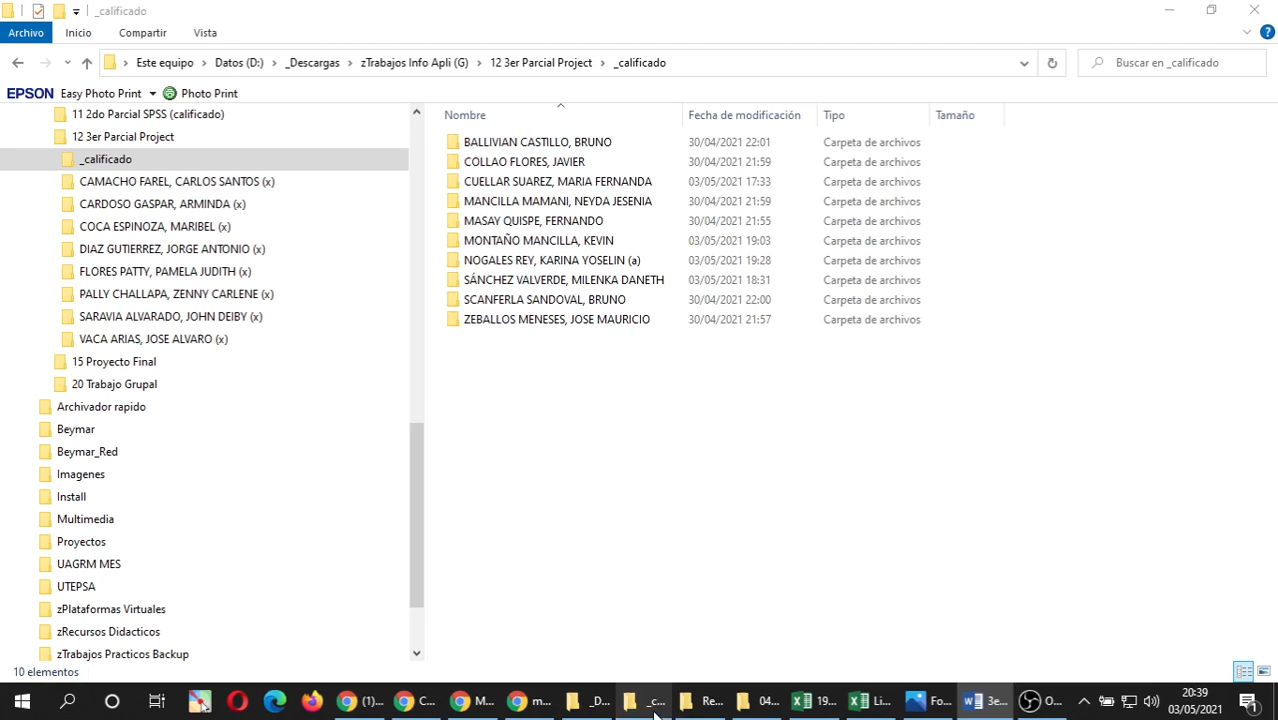 _calificado
Archivo Inicio Compartir Vista
Este equipo > Datos (D:) > _Descargas > zTrabajos Info Apli (G) > 12 3er Parcial Project > _calificado
Buscar en _calificado
EPSON Easy Photo Print Photo Print
11 2do Parcial SPSS (calificado)
12 3er Parcial Project
_calificado
CAMACHO FAREL, CARLOS SANTOS (x)
CARDOSO GASPAR, ARMINDA (x)
COCA ESPINOZA, MARIBEL (x)
DIAZ GUTIERREZ, JORGE ANTONIO (x)
FLORES PATTY, PAMELA JUDITH (x)
PALLY CHALLAPA, ZENNY CARLENE (x)
SARAVIA ALVARADO, JOHN DEIBY (x)
VACA ARIAS, JOSE ALVARO (x)
15 Proyecto Final
20 Trabajo Grupal
Archivador rapido
Beymar
Beymar_Red
Imagenes
Install
Multimedia
Proyectos
UAGRM MES
UTEPSA
zPlataformas Virtuales
zRecursos Didacticos
zTrabajos Practicos Backup
Nombre Fecha de modificación Tipo Tamaño
BALLIVIAN CASTILLO, BRUNO 30/04/2021 22:01 Carpeta de archivos
COLLAO FLORES, JAVIER 30/04/2021 21:59 Carpeta de archivos
CUELLAR SUAREZ, MARIA FERNANDA 03/05/2021 17:33 Carpeta de archivos
MANCILLA MAMANI, NEYDA JESENIA 30/04/2021 21:59 Carpeta de archivos
MASAY QUISPE, FERNANDO 30/04/2021 21:55 Carpeta de archivos
MONTAÑO MANCILLA, KEVIN 03/05/2021 19:03 Carpeta de archivos
NOGALES REY, KARINA YOSELIN (a) 03/05/2021 19:28 Carpeta de archivos
SÁNCHEZ VALVERDE, MILENKA DANETH 03/05/2021 18:31 Carpeta de archivos
SCANFERLA SANDOVAL, BRUNO 30/04/2021 22:00 Carpeta de archivos
ZEBALLOS MENESES, JOSE MAURICIO 30/04/2021 21:57 Carpeta de archivos
10 elementos
(1)... C... M... m... _D... _c... Re... 04... 19... Li... Fo... 3e... O...
20:39
03/05/2021
1